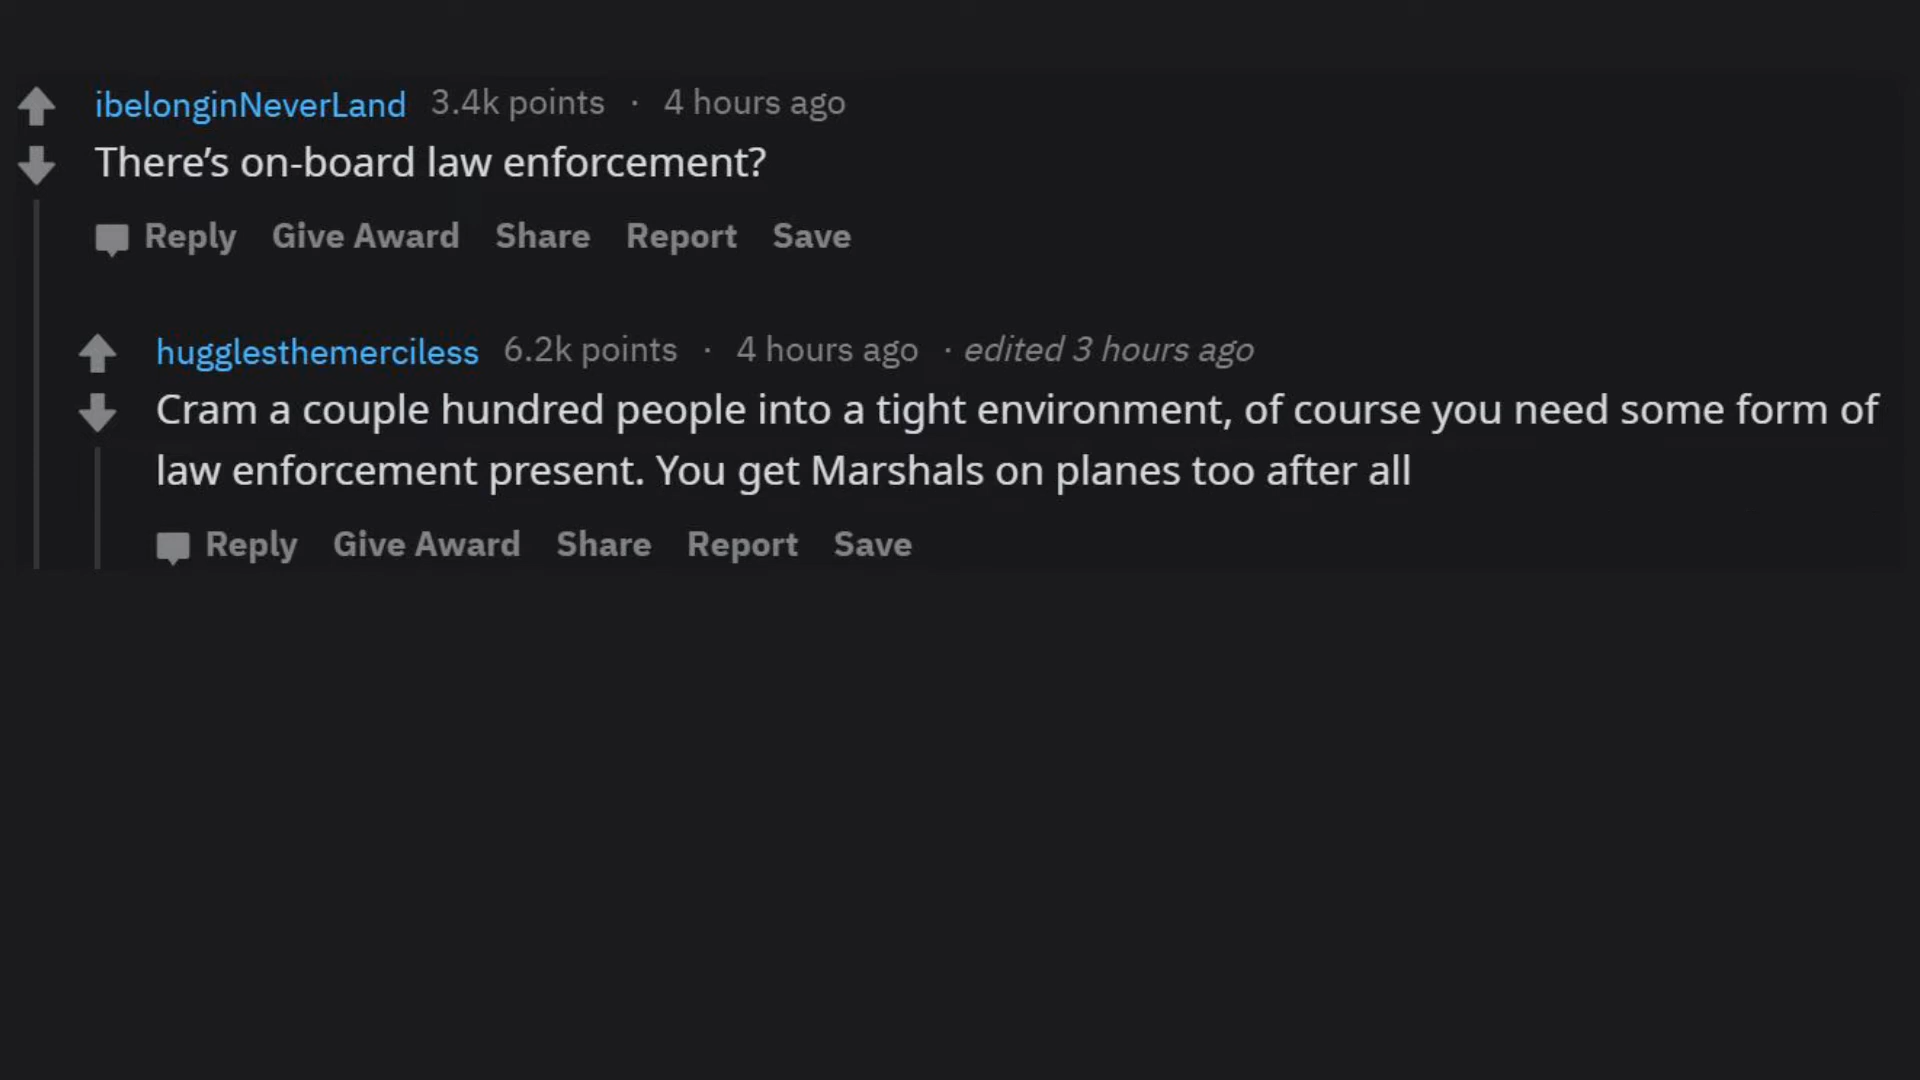 ibelonginNeverLand 3.4k points · 4 hours ago
There’s on-board law enforcement?
Reply Give Award Share Report Save
hugglesthemerciless 6.2k points · 4 hours ago · edited 3 hours ago
Cram a couple hundred people into a tight environment, of course you need some form of
law enforcement present. You get Marshals on planes too after all
Reply Give Award Share Report Save